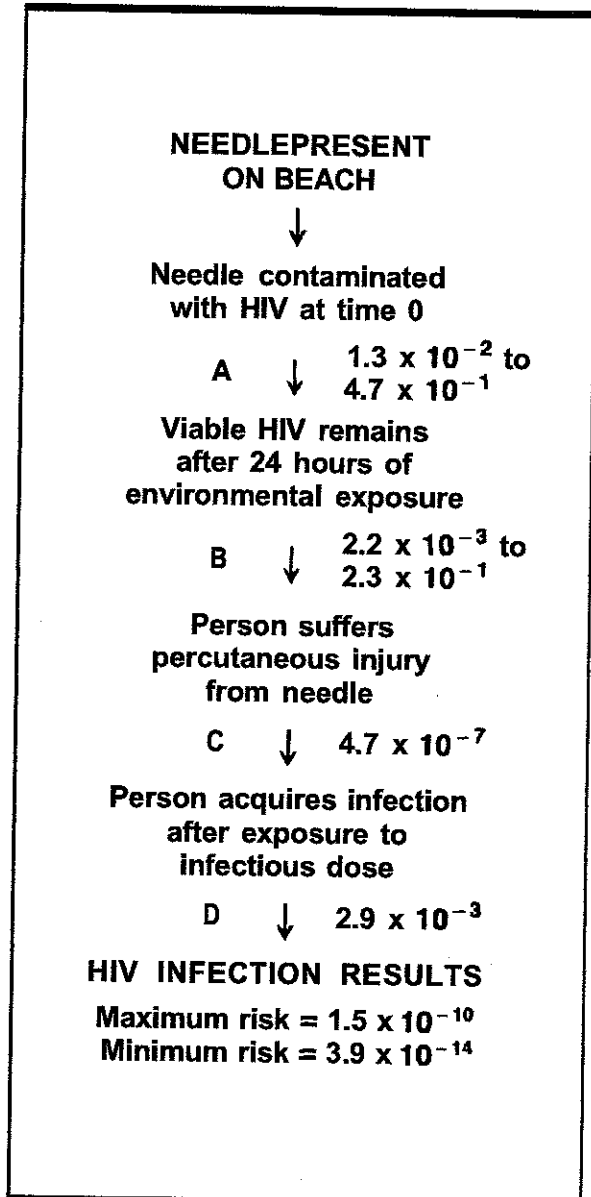 NEEDLEPRESENT
ON BEACH
↓
Needle contaminated
with HIV at time 0
A ↓ 1.3 x 10⁻² to
4.7 x 10⁻¹
Viable HIV remains
after 24 hours of
environmental exposure
B ↓ 2.2 x 10⁻³ to
2.3 x 10⁻¹
Person suffers
percutaneous injury
from needle
C ↓ 4.7 x 10⁻⁷
Person acquires infection
after exposure to
infectious dose
D ↓ 2.9 x 10⁻³
HIV INFECTION RESULTS
Maximum risk = 1.5 x 10⁻¹⁰
Minimum risk = 3.9 x 10⁻¹⁴